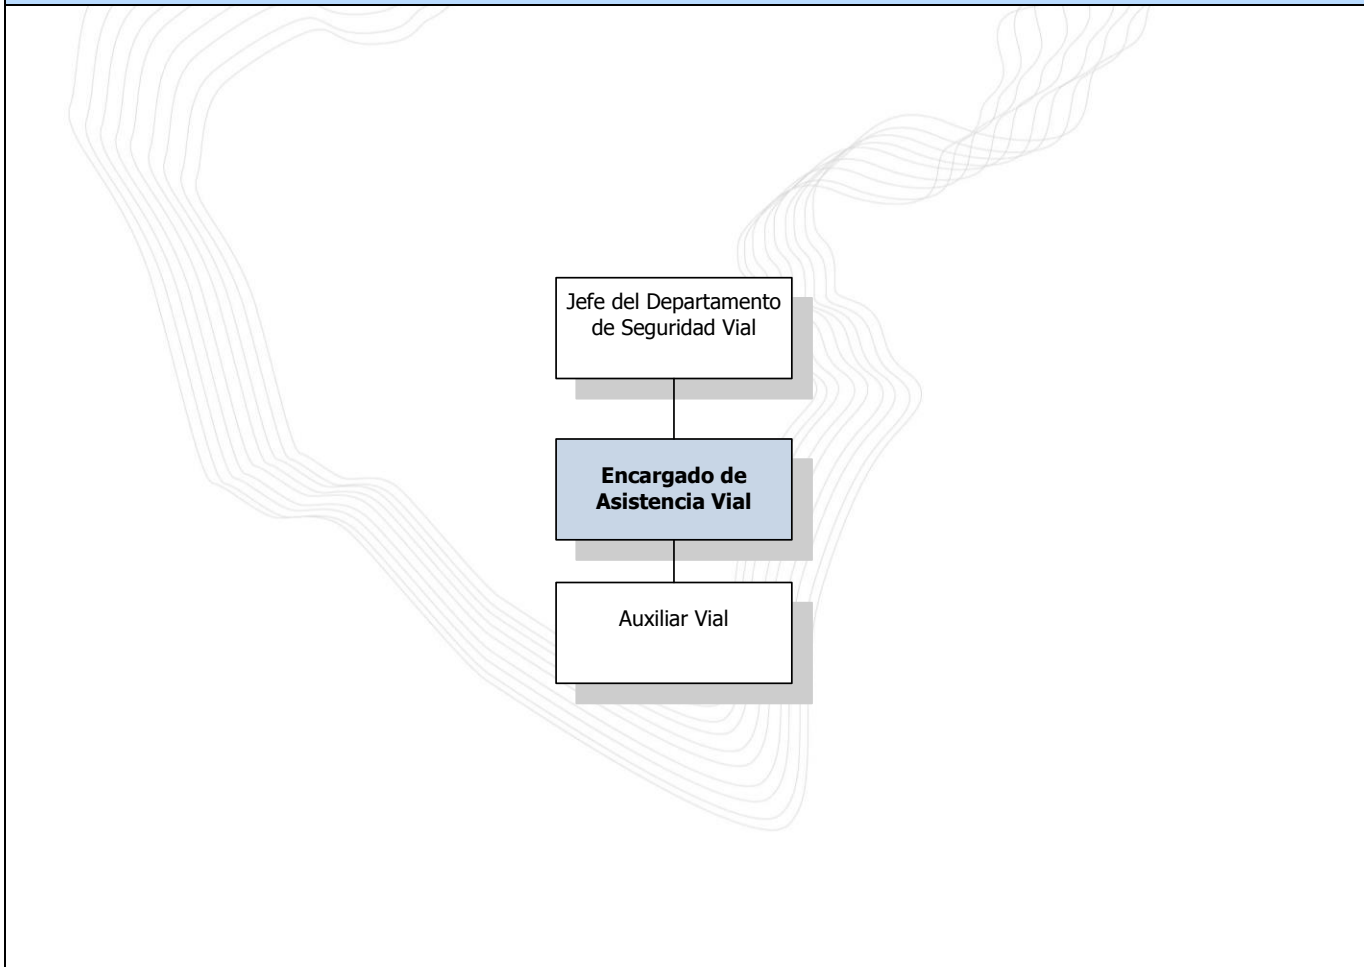 Jefe del Departamento
de Seguridad Vial
Encargado de
Asistencia Vial
Auxiliar Vial